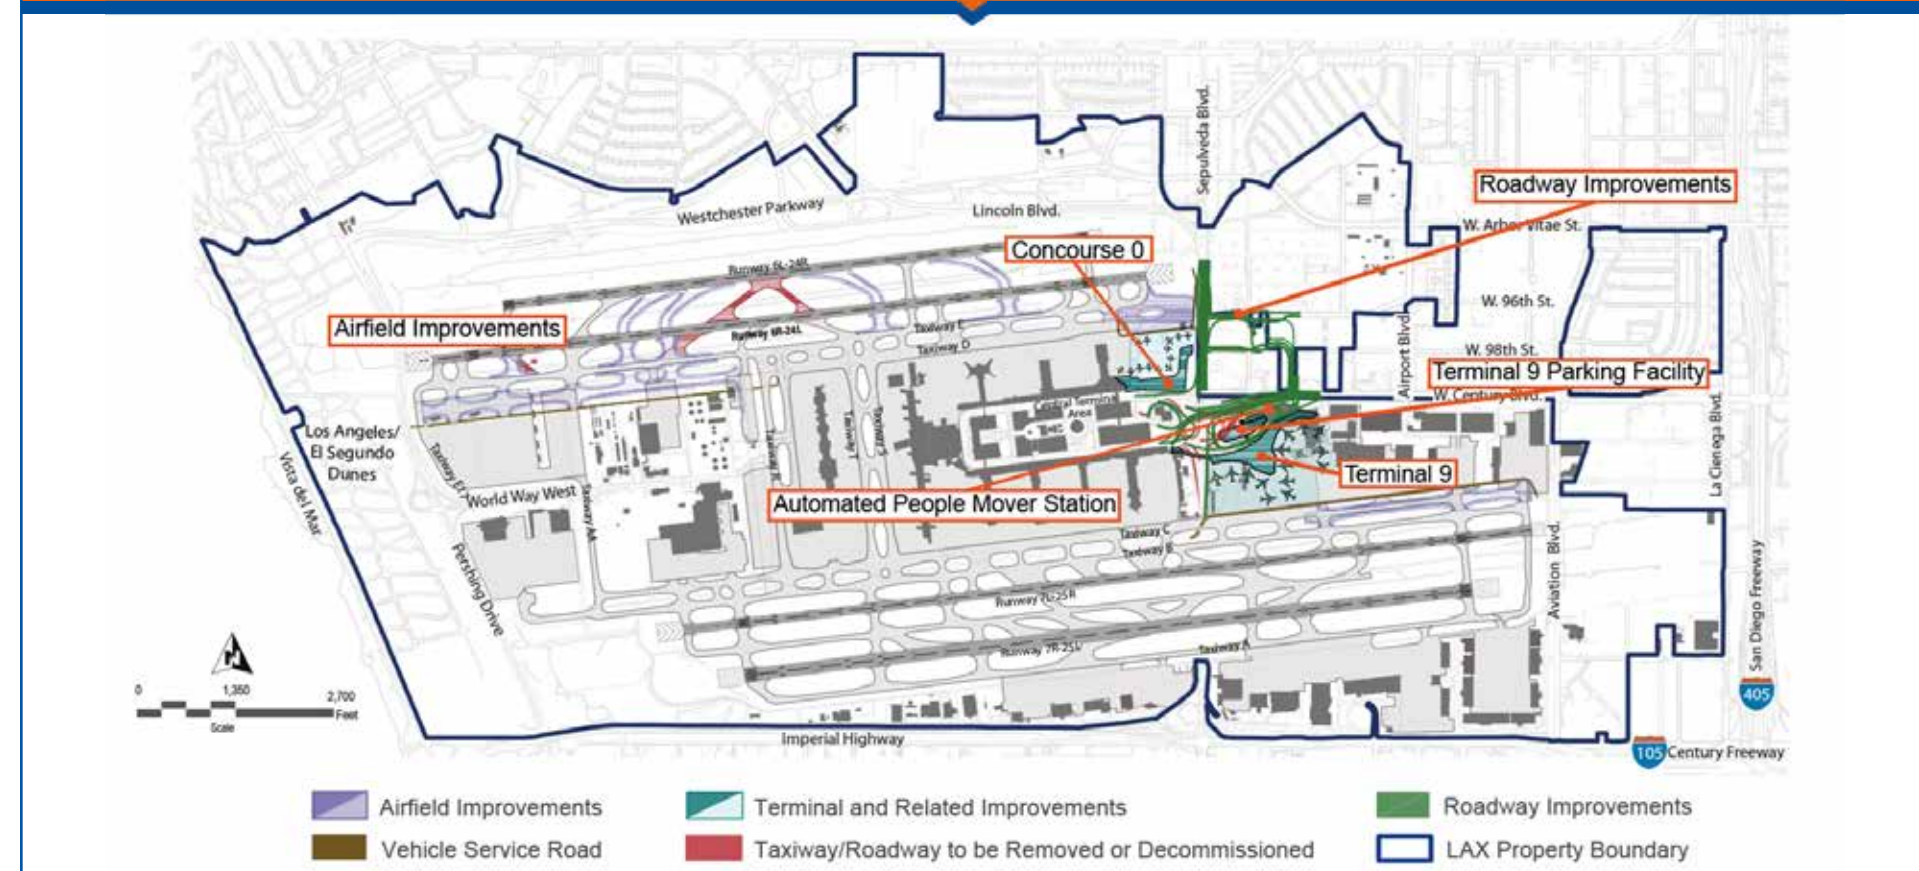 Sepulveda Blvd.
Roadway Improvements
Westchester Parkway
Lincoln Blvd.
W. Arbor Vitae St.
Concourse 0
Runway 6L-24R
W. 96th St.
Airfield Improvements
Runway 6R-24L
Taxiway E
Taxiway D
Airport Blvd.
W. 98th St.
Terminal 9 Parking Facility
W. Century Blvd.
Central Terminal
Area
La Cienega Blvd.
Los Angeles/
El Segundo
Dunes
Vista del Mar
Taxiway R
Taxiway T
Taxiway S
Terminal 9
World Way West
Automated People Mover Station
Taxiway C
Taxiway B
Pershing Drive
Aviation Blvd.
San Diego Freeway
Runway 7L-25R
Runway 7R-25L
Taxiway A
N
0
1,350
2,700
Feet
Scale
405
Imperial Highway
105 Century Freeway
Airfield Improvements
Terminal and Related Improvements
Roadway Improvements
Vehicle Service Road
Taxiway/Roadway to be Removed or Decommissioned
LAX Property Boundary